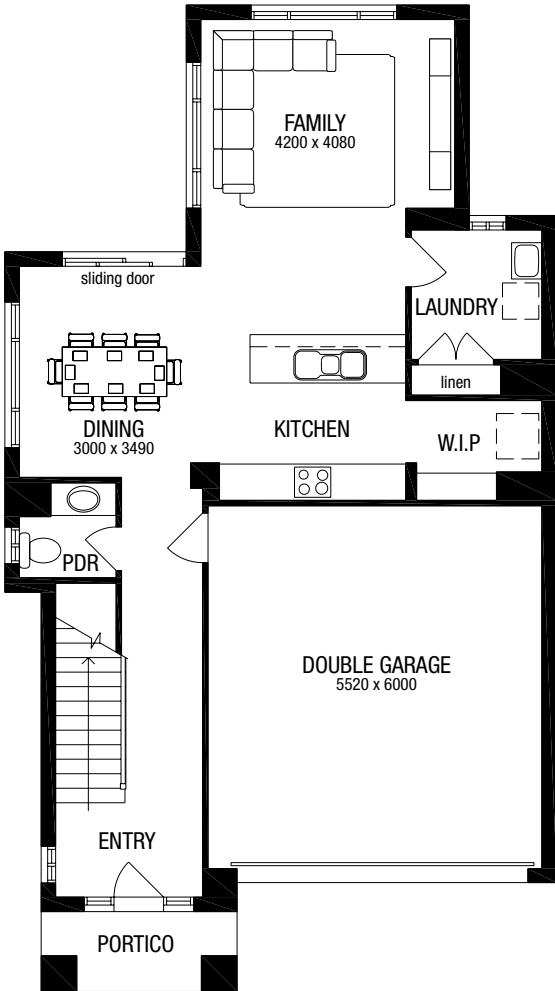 FAMILY
4200 x 4080
sliding door
LAUNDRY
linen
DINING
3000 x 3490
KITCHEN
W.I.P
PDR
DOUBLE GARAGE
5520 x 6000
ENTRY
PORTICO